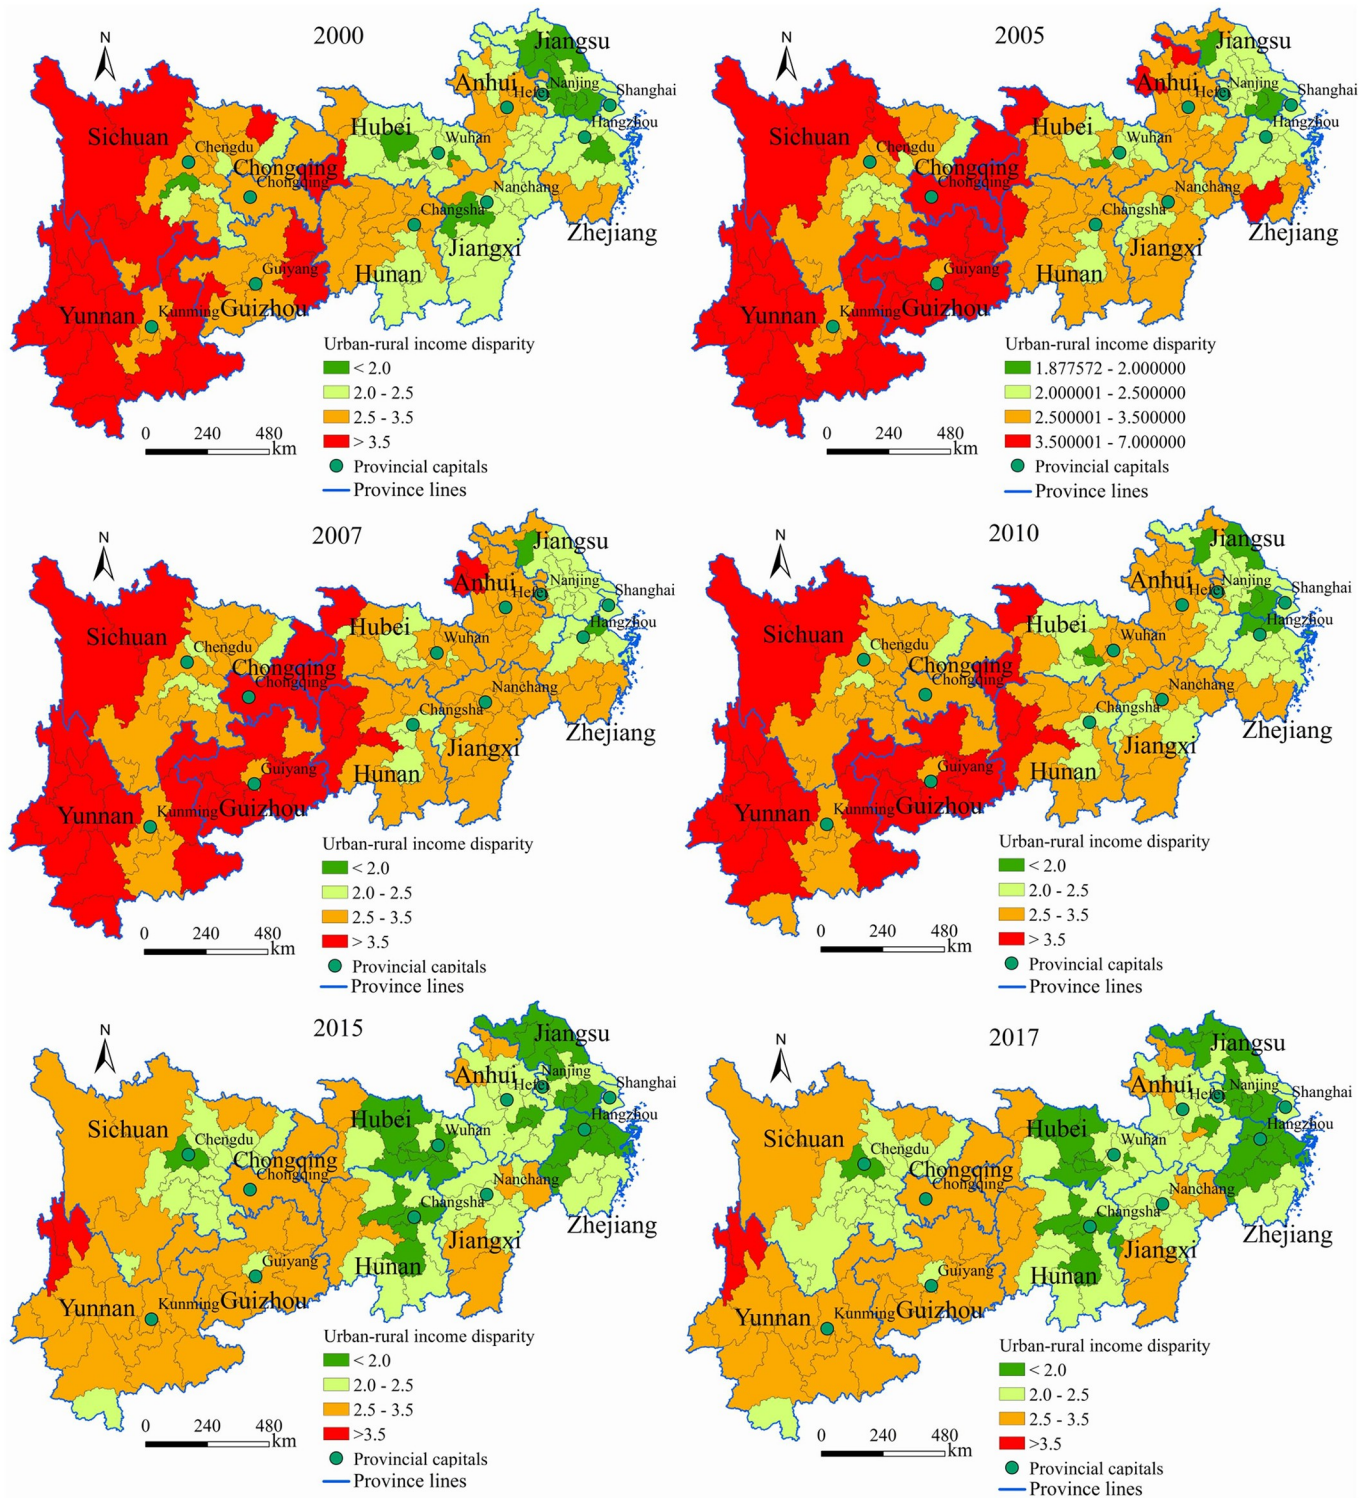 2000
N
Jiangsu
Anhui
Nanjing
Hefei
Shanghai
Hangzhou
Sichuan
Hubei
Wuhan
Chengdu
Chongqing
Chongqing
Nanchang
Changsha
Zhejiang
Jiangxi
Hunan
Guiyang
Guizhou
Yunnan
Kunming
Urban-rural income disparity
< 2.0
2.0 - 2.5
2.5 - 3.5
> 3.5
Provincial capitals
Province lines
0 240 480
km
2005
N
Jiangsu
Anhui
Nanjing
Hefei
Shanghai
Hangzhou
Sichuan
Hubei
Wuhan
Chengdu
Chongqing
Chongqing
Nanchang
Changsha
Zhejiang
Jiangxi
Hunan
Guiyang
Guizhou
Yunnan
Kunming
Urban-rural income disparity
1.877572 - 2.000000
2.000001 - 2.500000
2.500001 - 3.500000
3.500001 - 7.000000
Provincial capitals
Province lines
0 240 480
km
2007
N
Jiangsu
Anhui
Nanjing
Hefei
Shanghai
Hangzhou
Sichuan
Hubei
Wuhan
Chengdu
Chongqing
Chongqing
Nanchang
Changsha
Zhejiang
Jiangxi
Hunan
Guiyang
Guizhou
Yunnan
Kunming
Urban-rural income disparity
< 2.0
2.0 - 2.5
2.5 - 3.5
> 3.5
Provincial capitals
Province lines
0 240 480
km
2010
N
Jiangsu
Anhui
Nanjing
Hefei
Shanghai
Hangzhou
Sichuan
Hubei
Wuhan
Chengdu
Chongqing
Chongqing
Nanchang
Changsha
Zhejiang
Jiangxi
Hunan
Guiyang
Guizhou
Yunnan
Kunming
Urban-rural income disparity
< 2.0
2.0 - 2.5
2.5 - 3.5
> 3.5
Provincial capitals
Province lines
0 240 480
km
2015
N
Jiangsu
Anhui
Nanjing
Hefei
Shanghai
Hangzhou
Sichuan
Hubei
Wuhan
Chengdu
Chongqing
Chongqing
Nanchang
Changsha
Zhejiang
Jiangxi
Hunan
Guiyang
Guizhou
Yunnan
Kunming
Urban-rural income disparity
< 2.0
2.0 - 2.5
2.5 - 3.5
>3.5
Provincial capitals
Province lines
0 240 480
km
2017
N
Jiangsu
Anhui
Nanjing
Hefei
Shanghai
Hangzhou
Sichuan
Hubei
Wuhan
Chengdu
Chongqing
Chongqing
Nanchang
Changsha
Zhejiang
Jiangxi
Hunan
Guiyang
Guizhou
Yunnan
Kunming
Urban-rural income disparity
< 2.0
2.0 - 2.5
2.5 - 3.5
>3.5
Provincial capitals
Province lines
0 240 480
km